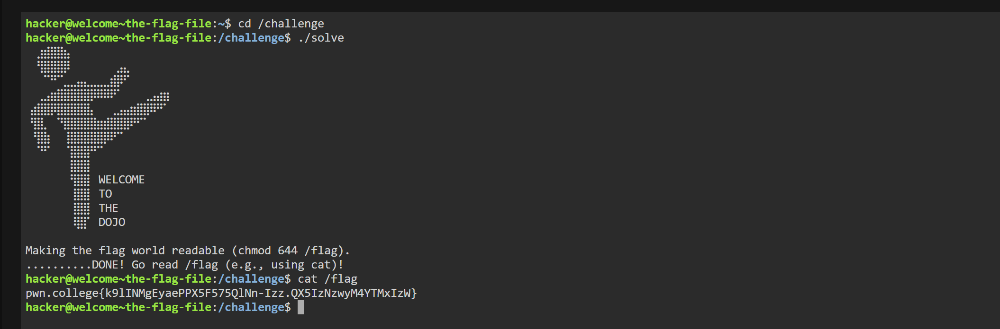 hacker@welcome~the-flag-file:~$ cd /challenge
hacker@welcome~the-flag-file:/challenge$ ./solve
WELCOME
TO
THE
DOJO
Making the flag world readable (chmod 644 /flag).
..........DONE! Go read /flag (e.g., using cat)!
hacker@welcome~the-flag-file:/challenge$ cat /flag
pwn.college{k9lINMgEyaePPX5F575QlNn-Izz.QX5IzNzwyM4YTMxIzW}
hacker@welcome~the-flag-file:/challenge$